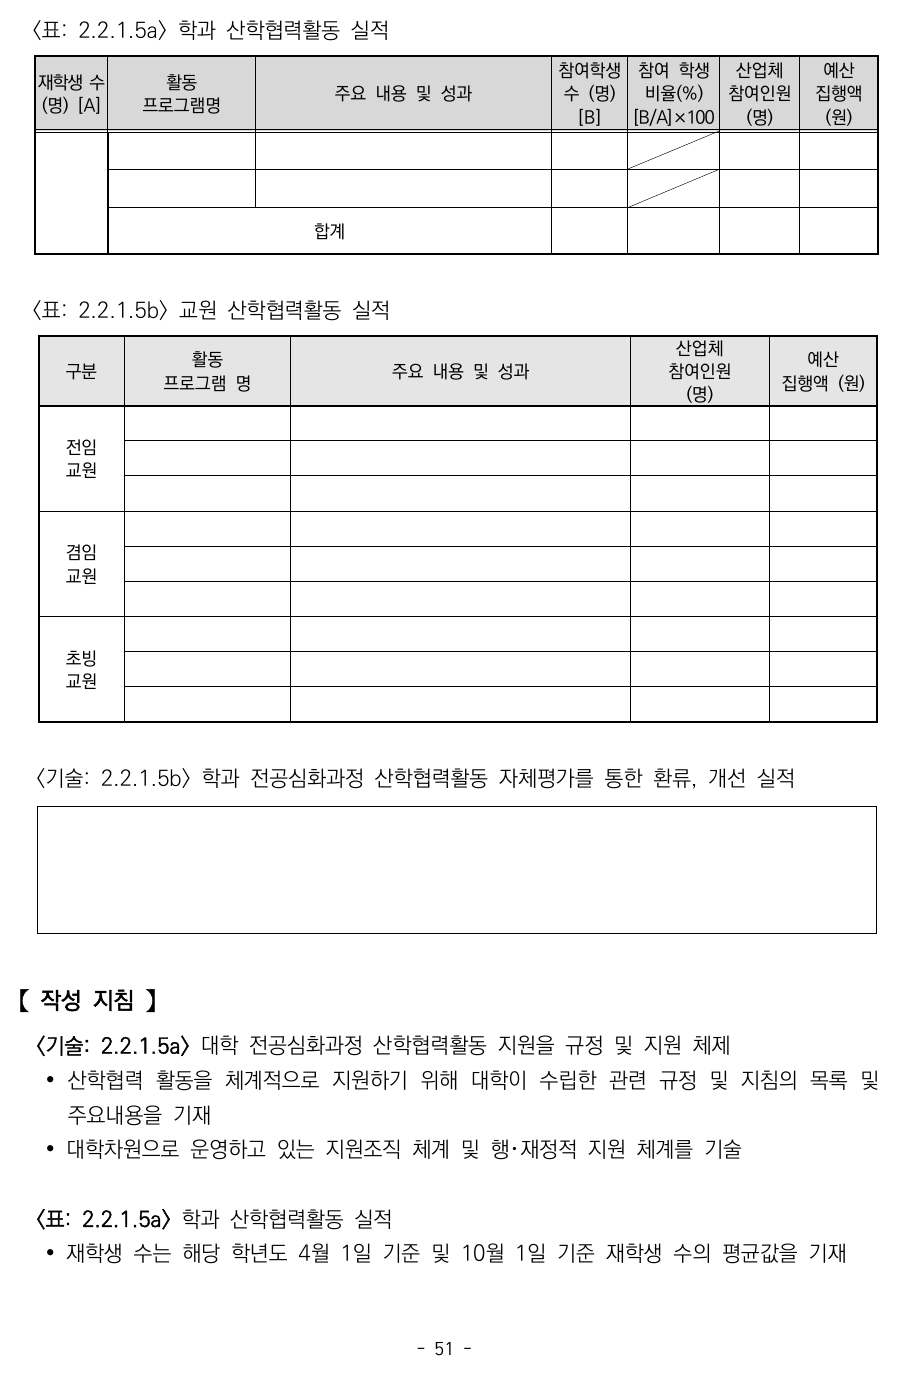 〈표: 2.2.1.5a〉 학과 산학협력활동 실적
재학생 수 (명) [A]
활동 프로그램명
주요 내용 및 성과
참여학생 수 (명) [B]
참여 학생 비율(%) [B/A]×100
산업체 참여인원 (명)
예산 집행액 (원)
합계
〈표: 2.2.1.5b〉 교원 산학협력활동 실적
구분
활동 프로그램 명
주요 내용 및 성과
산업체 참여인원 (명)
예산 집행액 (원)
전임 교원
겸임 교원
초빙 교원
〈기술: 2.2.1.5b〉 학과 전공심화과정 산학협력활동 자체평가를 통한 환류, 개선 실적
【 작성 지침 】
〈기술: 2.2.1.5a〉 대학 전공심화과정 산학협력활동 지원을 규정 및 지원 체제
• 산학협력 활동을 체계적으로 지원하기 위해 대학이 수립한 관련 규정 및 지침의 목록 및
주요내용을 기재
• 대학차원으로 운영하고 있는 지원조직 체계 및 행·재정적 지원 체계를 기술
〈표: 2.2.1.5a〉 학과 산학협력활동 실적
• 재학생 수는 해당 학년도 4월 1일 기준 및 10월 1일 기준 재학생 수의 평균값을 기재
- 51 -